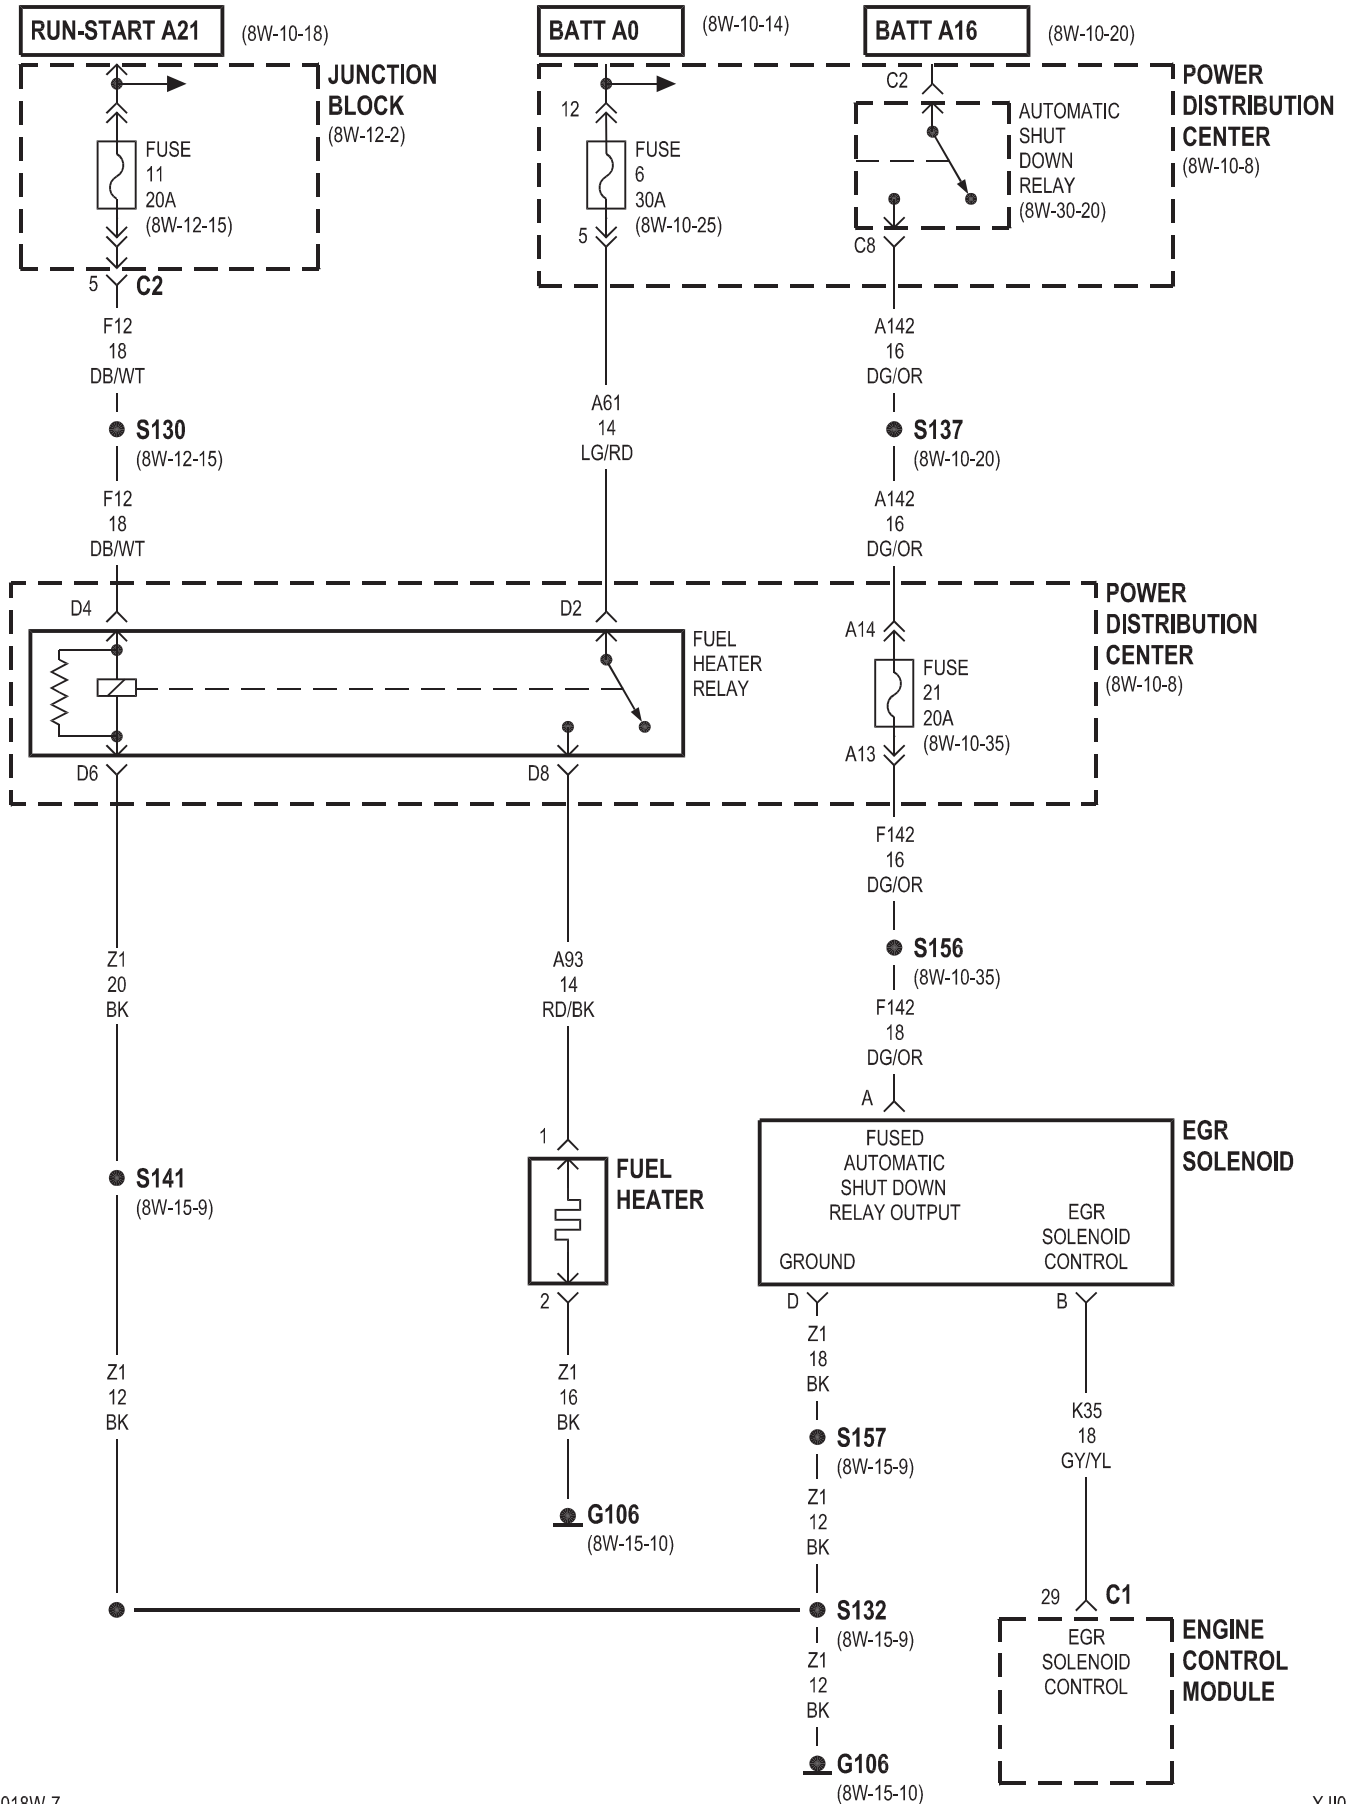 RUN-START A21 (8W-10-18)
BATT A0 (8W-10-14)
BATT A16 (8W-10-20)
JUNCTION
BLOCK
(8W-12-2)
FUSE
11
20A
(8W-12-15)
5 C2
12
FUSE
6
30A
(8W-10-25)
5
C2
AUTOMATIC
SHUT
DOWN
RELAY
(8W-30-20)
C8
POWER
DISTRIBUTION
CENTER
(8W-10-8)
F12
18
DB/WT
S130
(8W-12-15)
F12
18
DB/WT
A61
14
LG/RD
A142
16
DG/OR
S137
(8W-10-20)
A142
16
DG/OR
D4
D2
FUEL
HEATER
RELAY
D6
D8
A14
FUSE
21
20A
(8W-10-35)
A13
POWER
DISTRIBUTION
CENTER
(8W-10-8)
Z1
20
BK
S141
(8W-15-9)
Z1
12
BK
A93
14
RD/BK
1
FUEL
HEATER
2
Z1
16
BK
G106
(8W-15-10)
F142
16
DG/OR
S156
(8W-10-35)
F142
18
DG/OR
A
FUSED
AUTOMATIC
SHUT DOWN
RELAY OUTPUT
GROUND
EGR
SOLENOID
CONTROL
EGR
SOLENOID
D
Z1
18
BK
S157
(8W-15-9)
Z1
12
BK
S132
(8W-15-9)
Z1
12
BK
G106
(8W-15-10)
B
K35
18
GY/YL
29 C1
EGR
SOLENOID
CONTROL
ENGINE
CONTROL
MODULE